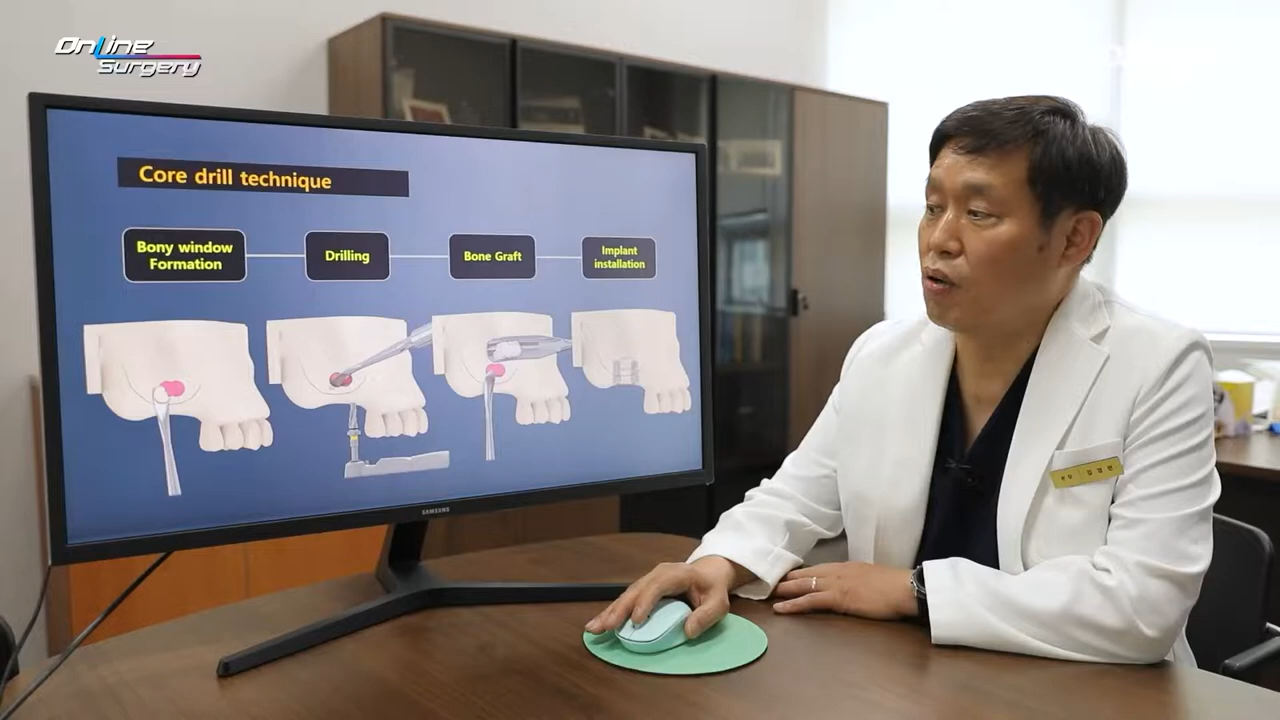 Online
Surgery
Core drill technique
Bony window
Formation
Drilling
Bone Graft
Implant
installation
SAMSUNG